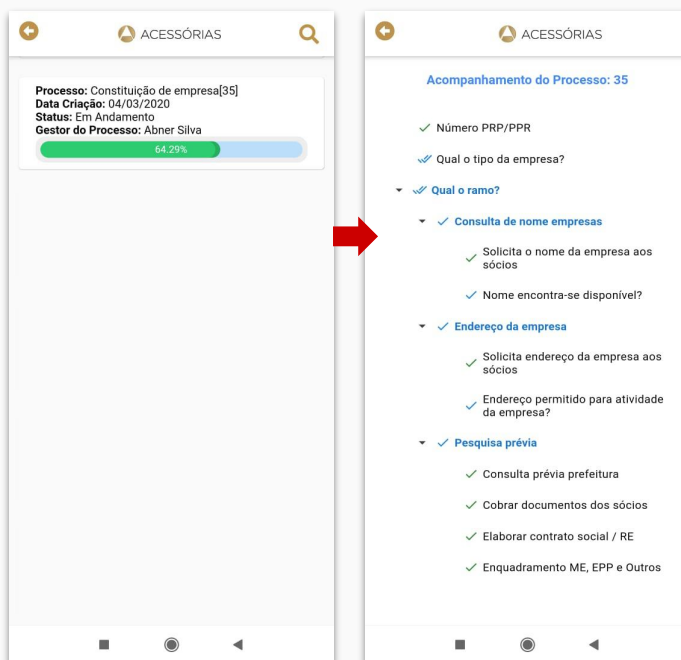 ACESSÓRIAS
Processo: Constituição de empresa[35]
Data Criação: 04/03/2020
Status: Em Andamento
Gestor do Processo: Abner Silva
64.29%
ACESSÓRIAS
Acompanhamento do Processo: 35
Número PRP/PPR
Qual o tipo da empresa?
Qual o ramo?
Consulta de nome empresas
Solicita o nome da empresa aos
sócios
Nome encontra-se disponível?
Endereço da empresa
Solicita endereço da empresa aos
sócios
Endereço permitido para atividade
da empresa?
Pesquisa prévia
Consulta prévia prefeitura
Cobrar documentos dos sócios
Elaborar contrato social / RE
Enquadramento ME, EPP e Outros